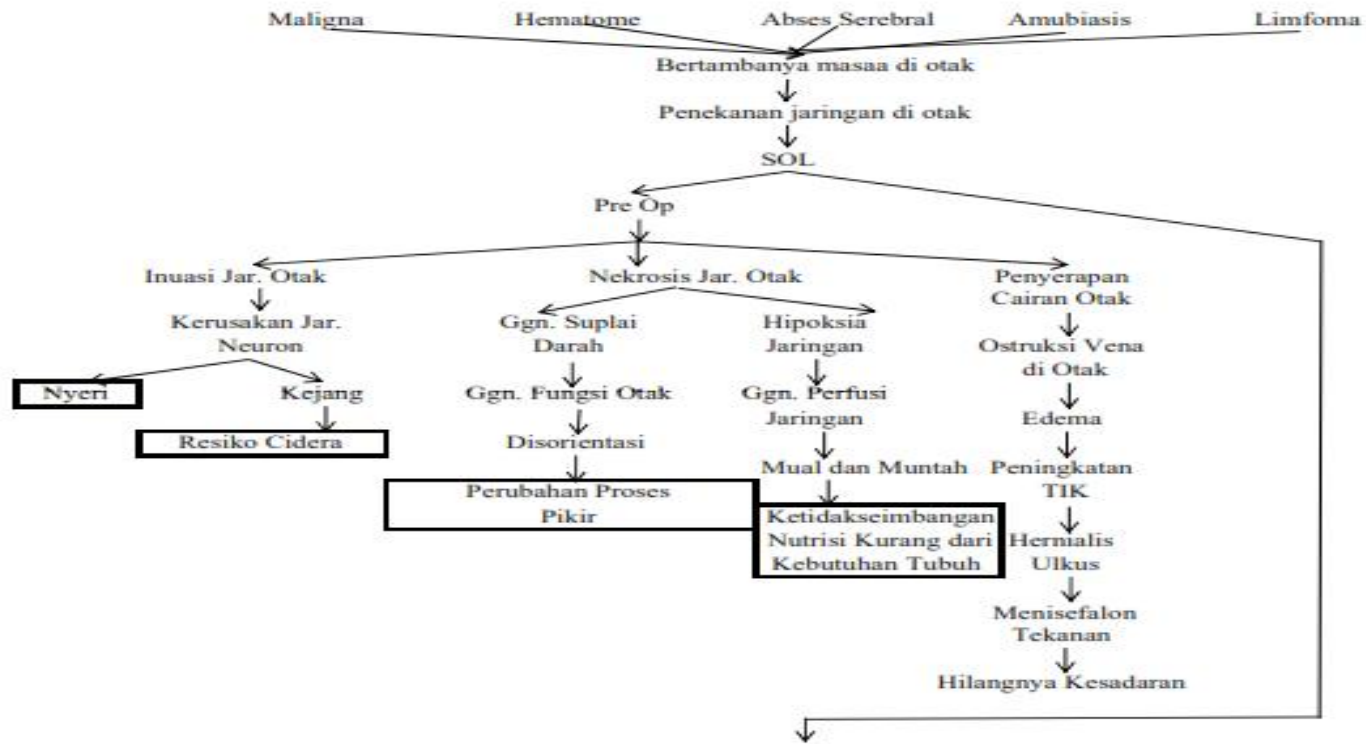 Maligna Hematome Abses Serebral Amubiasis Limfoma
Bertambanya masaa di otak
Penekanan jaringan di otak
SOL
Pre Op
Inuasi Jar. Otak
Kerusakan Jar.
Neuron
Nyeri
Kejang
Resiko Cidera
Nekrosis Jar. Otak
Ggn. Suplai
Darah
Ggn. Fungsi Otak
Disorientasi
Perubahan Proses
Pikir
Hipoksia
Jaringan
Ggn. Perfusi
Jaringan
Mual dan Muntah
Ketidakseimbangan
Nutrisi Kurang dari
Kebutuhan Tubuh
Penyerapan
Cairan Otak
Ostruksi Vena
di Otak
Edema
Peningkatan
TIK
Hernialis
Ulkus
Menisefalon
Tekanan
Hilangnya Kesadaran